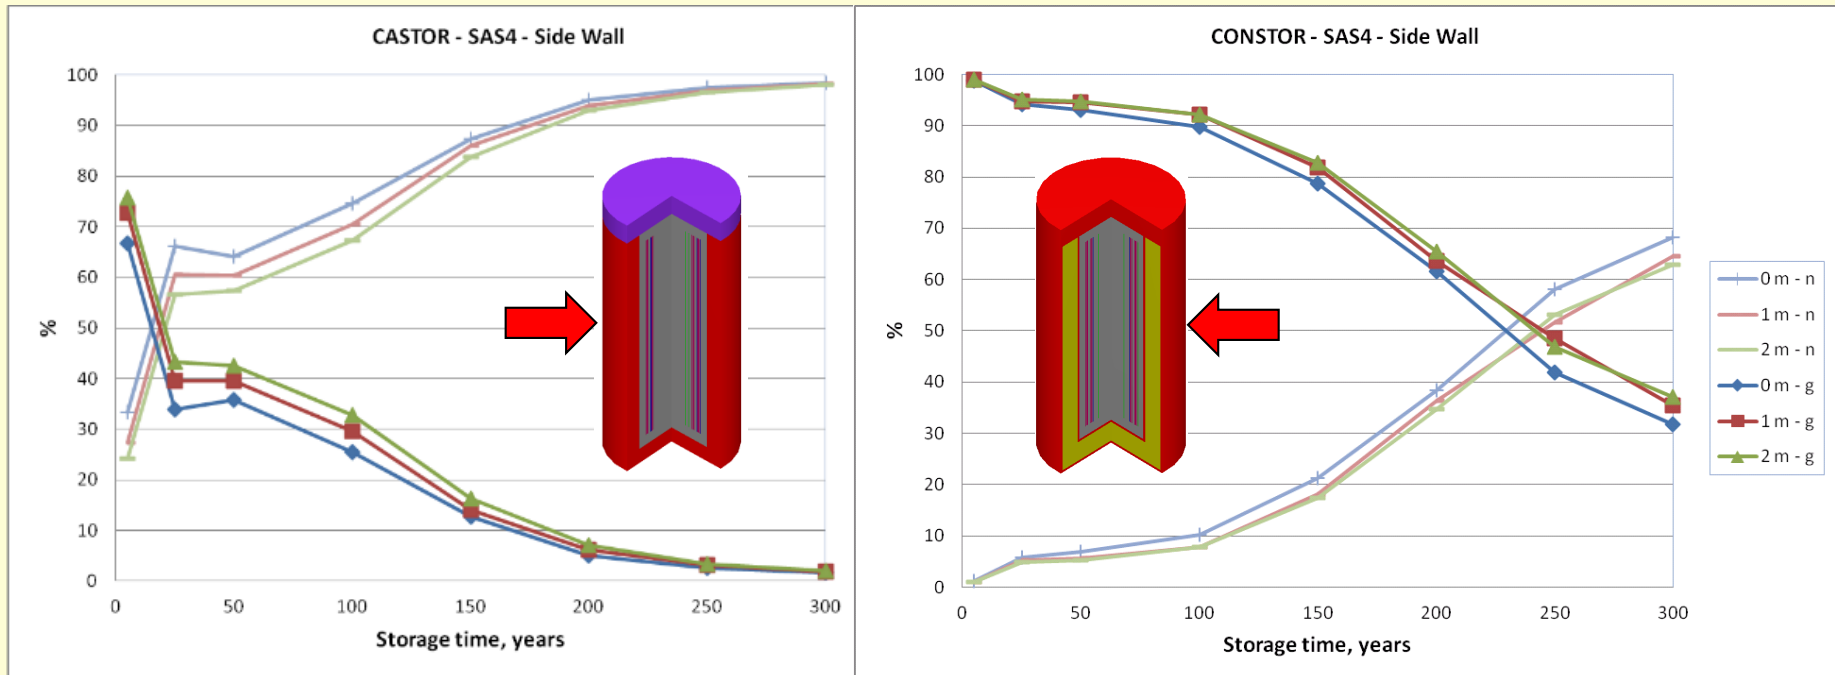 CASTOR - SAS4 - Side Wall
100
90
80
70
60
50
40
30
20
10
0
%
0 50 100 150 200 250 300
Storage time, years
CONSTOR - SAS4 - Side Wall
100
90
80
70
60
50
40
30
20
10
0
%
0 50 100 150 200 250 300
Storage time, years
0 m - n
1 m - n
2 m - n
0 m - g
1 m - g
2 m - g